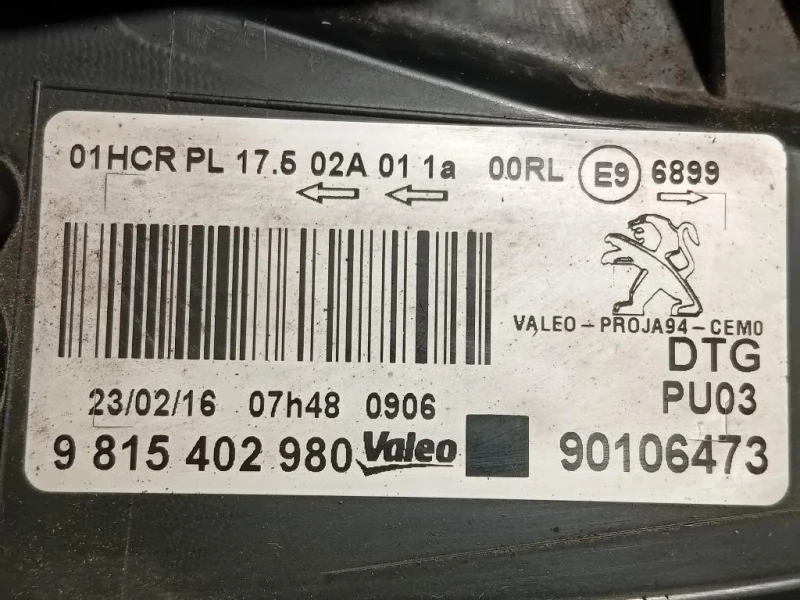 01HCR PL 17.5 02A 01 1a 00RL E9 6899
VALEO-PROJA94-CEMO
DTG
23/02/16 07h48 0906 PU03
9 815 402 980 Valeo 90106473